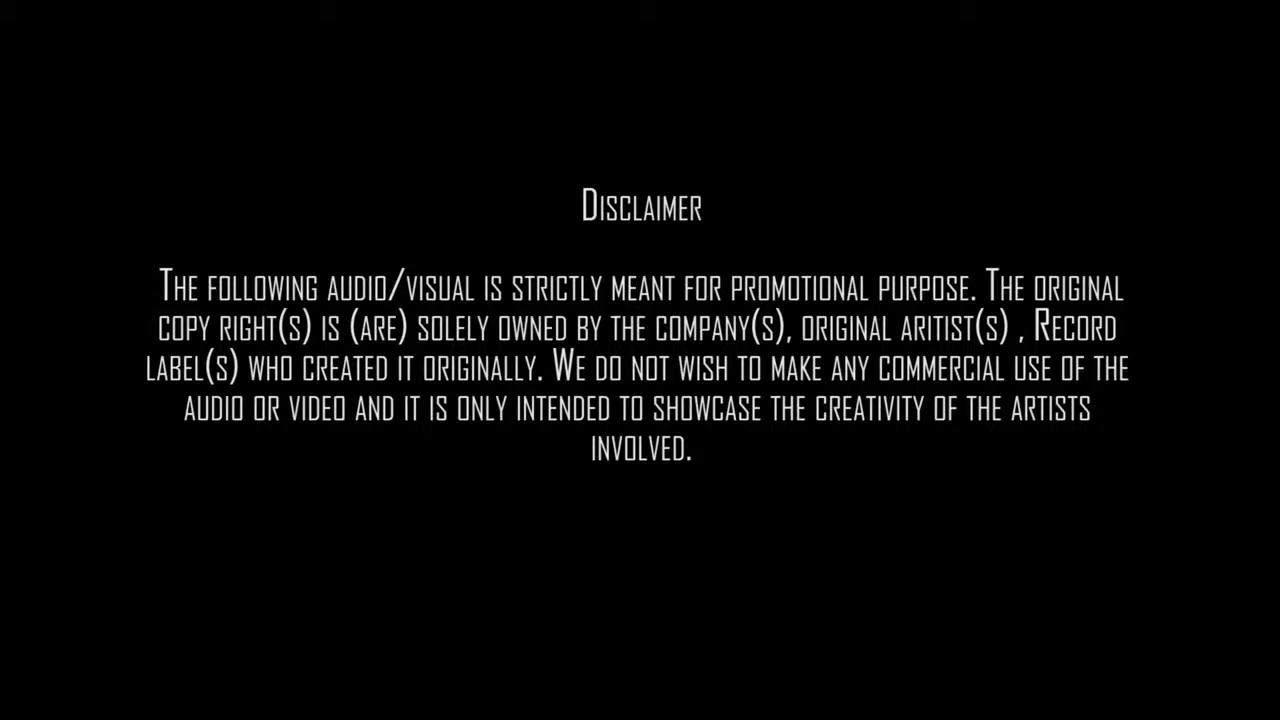 Disclaimer
The following audio/visual is strictly meant for promotional purpose. The original
copy right(s) is (are) solely owned by the company(s), original aritist(s) , Record
label(s) who created it originally. We do not wish to make any commercial use of the
audio or video and it is only intended to showcase the creativity of the artists
involved.